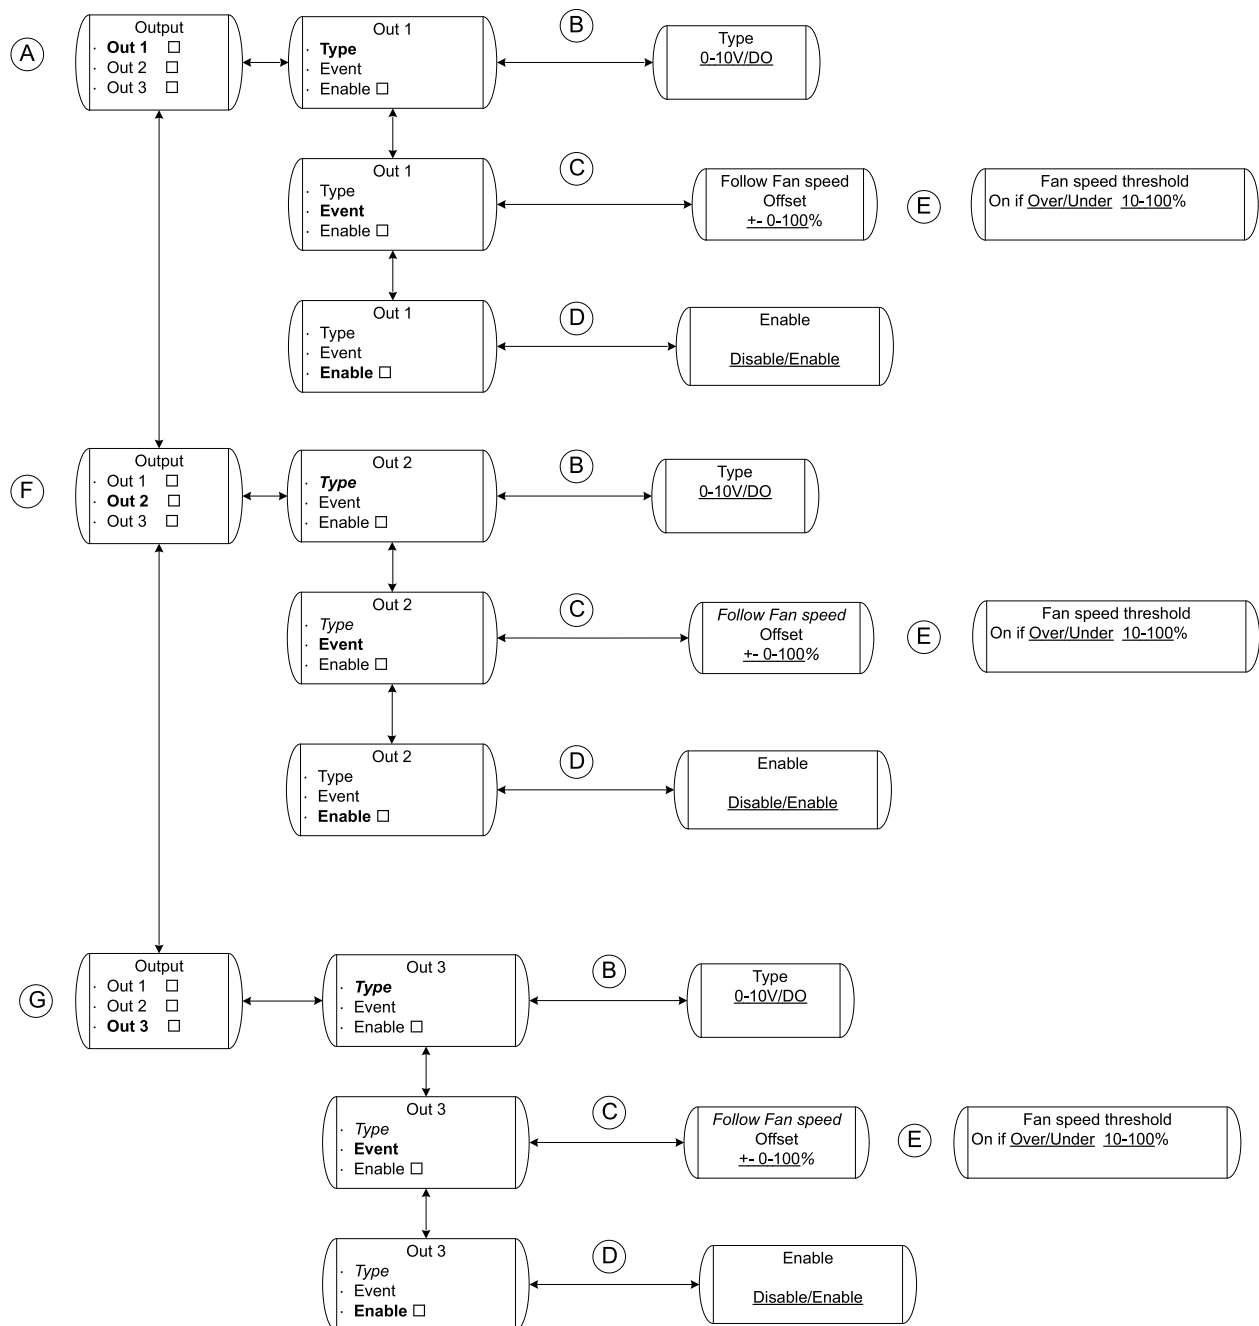 A
Output
· Out 1 □
· Out 2 □
· Out 3 □
Out 1
· Type
· Event
· Enable □
B
Type
0-10V/DO
Out 1
· Type
· Event
· Enable □
C
Follow Fan speed
Offset
+- 0-100%
E
Fan speed threshold
On if Over/Under 10-100%
Out 1
· Type
· Event
· Enable □
D
Enable
Disable/Enable
F
Output
· Out 1 □
· Out 2 □
· Out 3 □
Out 2
· Type
· Event
· Enable □
B
Type
0-10V/DO
Out 2
· Type
· Event
· Enable □
C
Follow Fan speed
Offset
+- 0-100%
E
Fan speed threshold
On if Over/Under 10-100%
Out 2
· Type
· Event
· Enable □
D
Enable
Disable/Enable
G
Output
· Out 1 □
· Out 2 □
· Out 3 □
Out 3
· Type
· Event
· Enable □
B
Type
0-10V/DO
Out 3
· Type
· Event
· Enable □
C
Follow Fan speed
Offset
+- 0-100%
E
Fan speed threshold
On if Over/Under 10-100%
Out 3
· Type
· Event
· Enable □
D
Enable
Disable/Enable